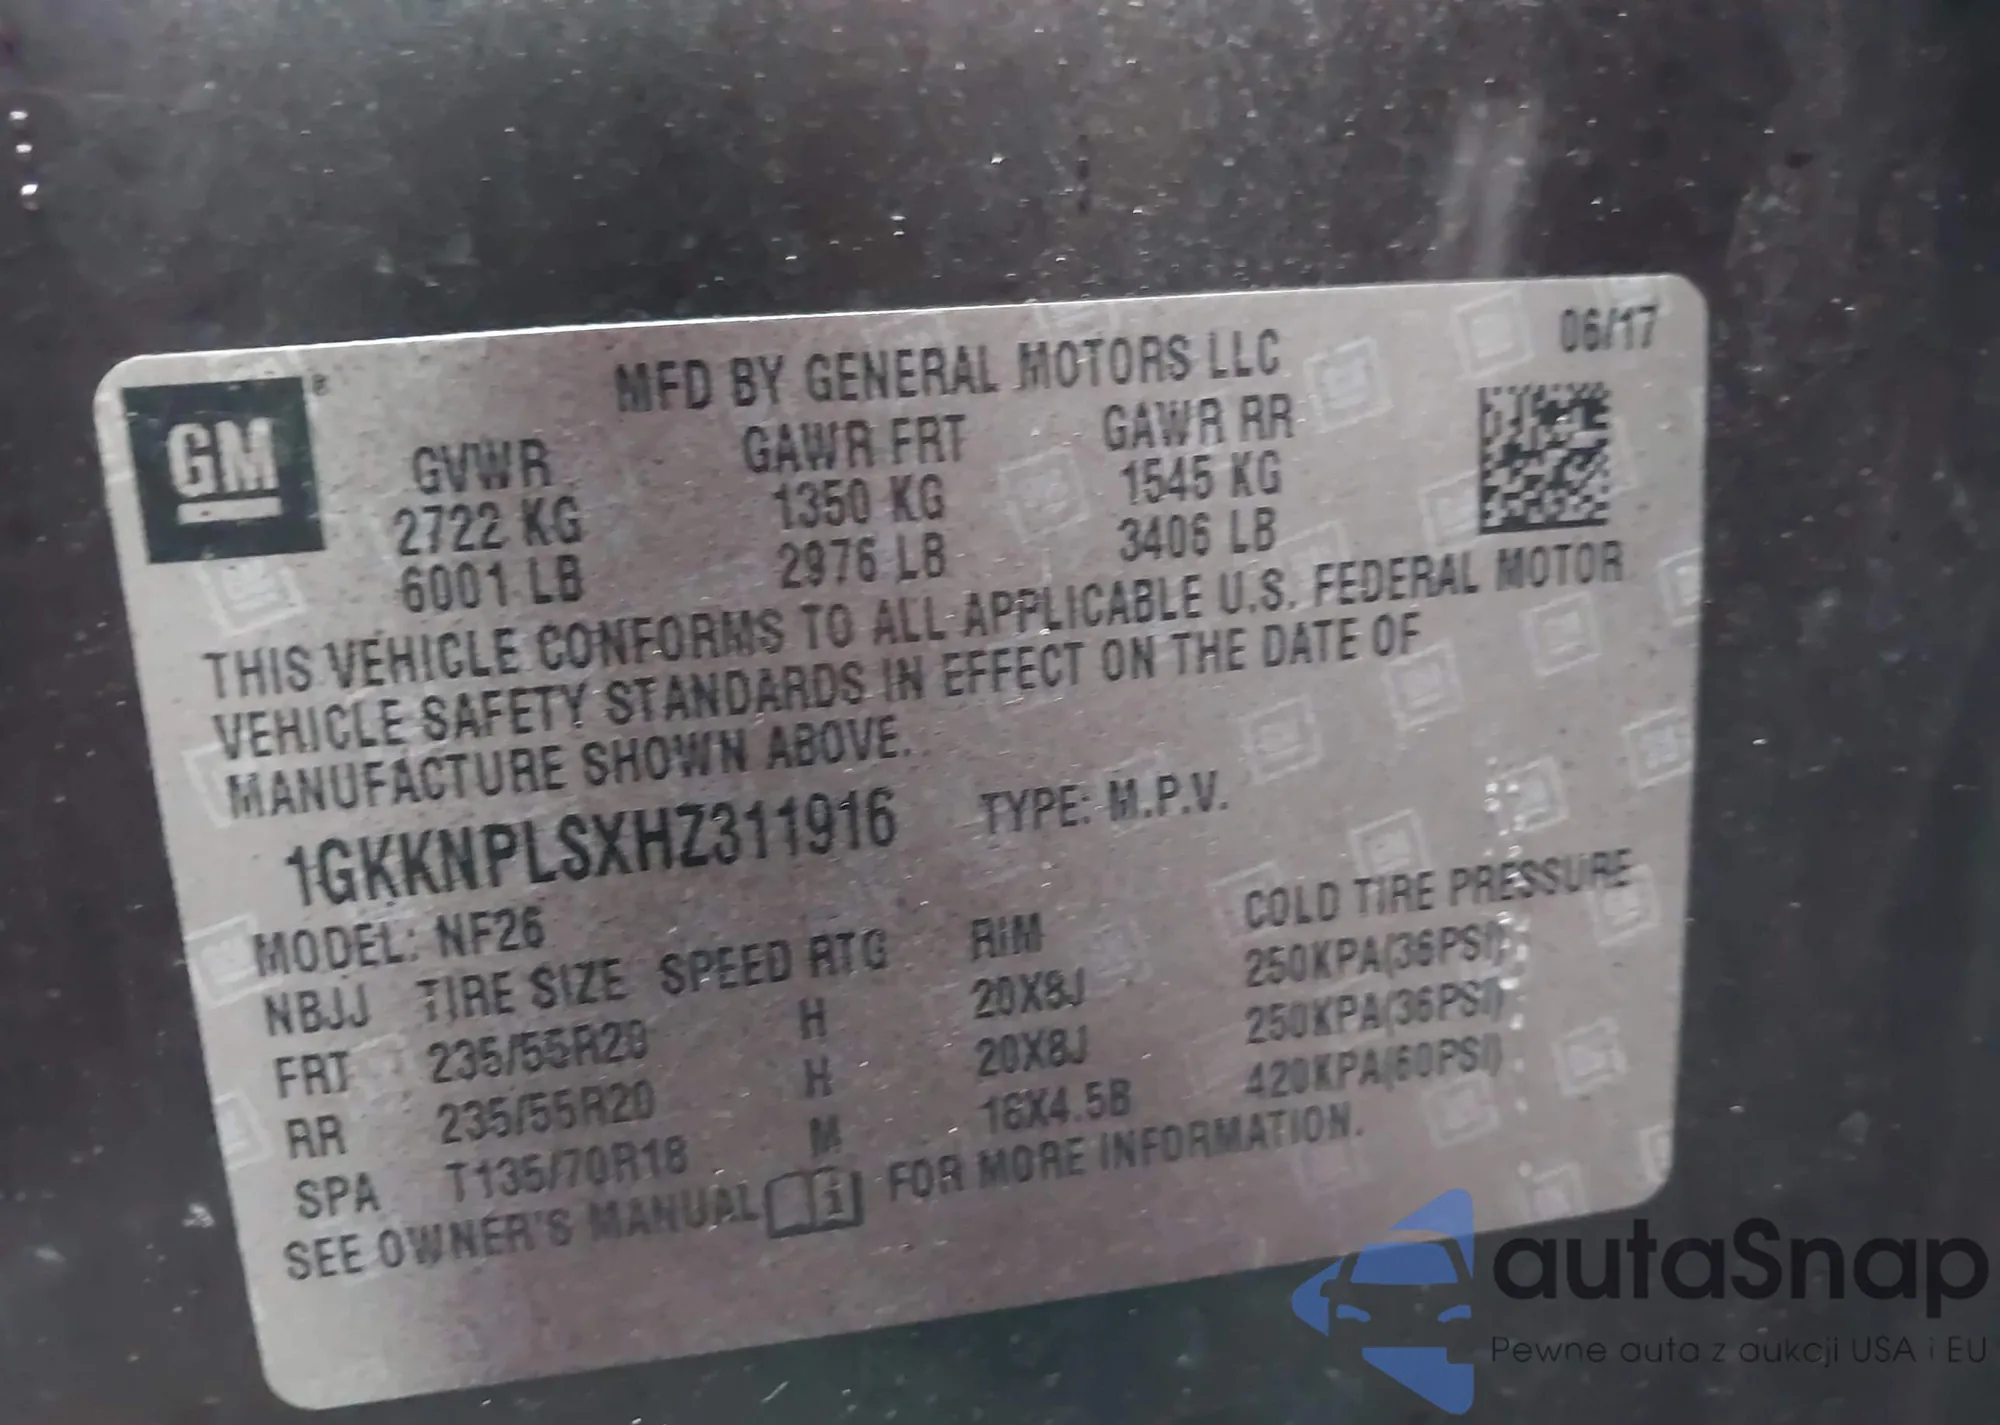 GM ®
MFD BY GENERAL MOTORS LLC
06/17
GVWR GAWR FRT GAWR RR
2722 KG 1350 KG 1545 KG
6001 LB 2976 LB 3406 LB
THIS VEHICLE CONFORMS TO ALL APPLICABLE U.S. FEDERAL MOTOR
VEHICLE SAFETY STANDARDS IN EFFECT ON THE DATE OF
MANUFACTURE SHOWN ABOVE.
1GKKNPLSXHZ311916 TYPE: M.P.V.
MODEL: NF26
NBJJ TIRE SIZE SPEED RTG RIM COLD TIRE PRESSURE
FRT 235/55R20 H 20X8J 250KPA(36PSI)
RR 235/55R20 H 20X8J 250KPA(36PSI)
SPA T135/70R18 M 16X4.5B 420KPA(60PSI)
SEE OWNER'S MANUAL FOR MORE INFORMATION.
autaSnap
Pewne auta z aukcji USA i EU